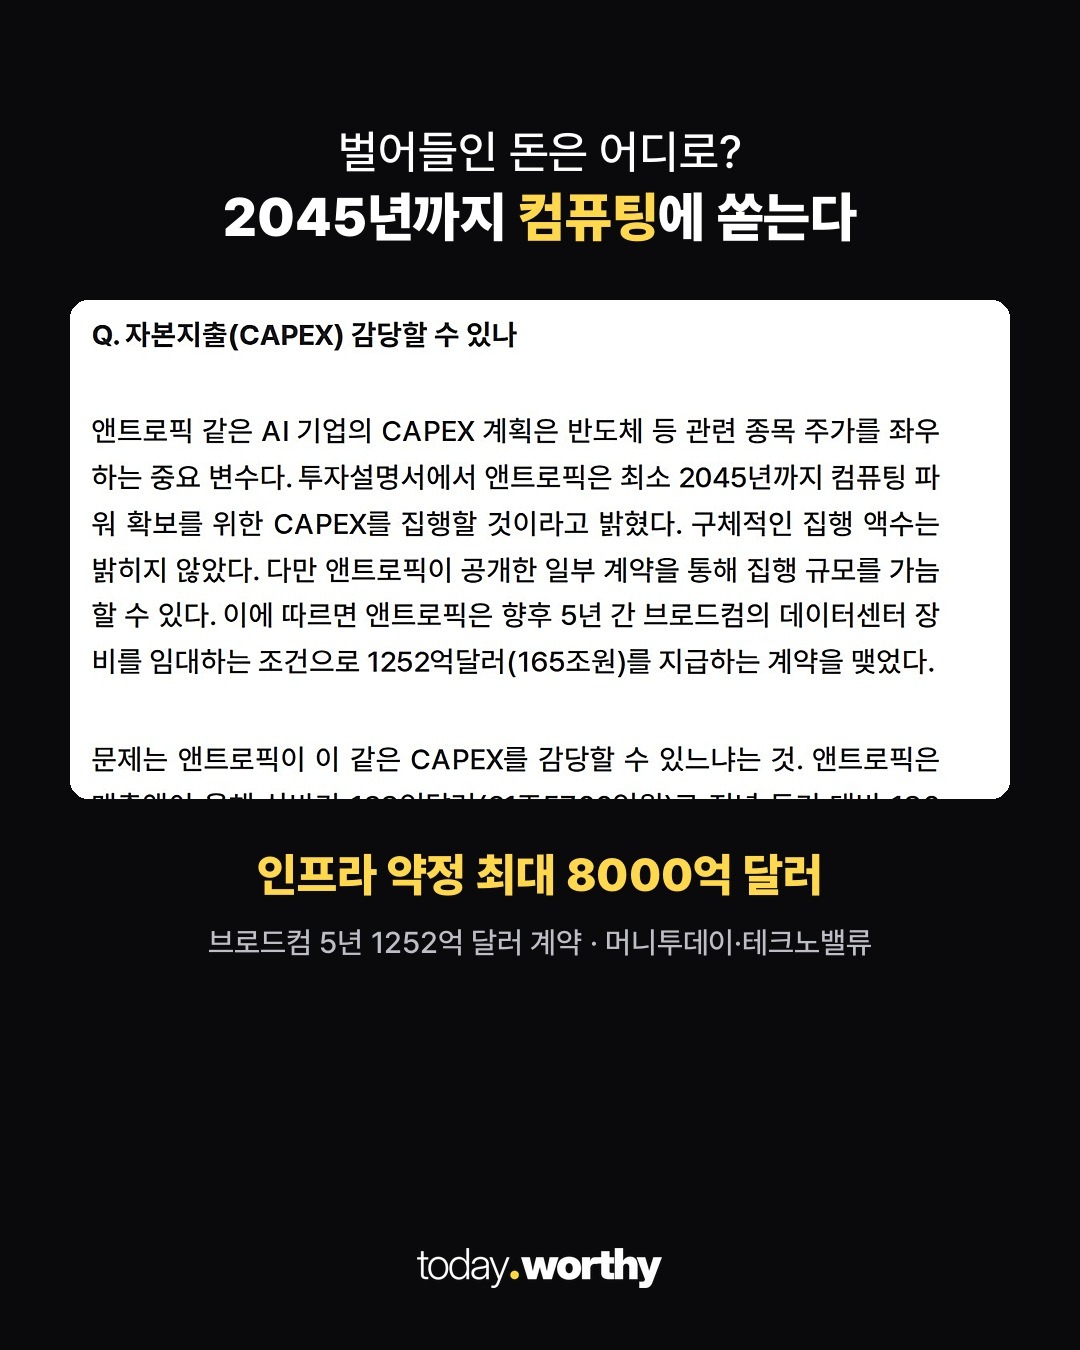 벌어들인 돈은 어디로?
2045년까지 컴퓨팅에 쏟는다
Q. 자본지출(CAPEX) 감당할 수 있나
앤트로픽 같은 AI 기업의 CAPEX 계획은 반도체 등 관련 종목 주가를 좌우
하는 중요 변수다. 투자설명서에서 앤트로픽은 최소 2045년까지 컴퓨팅 파
워 확보를 위한 CAPEX를 집행할 것이라고 밝혔다. 구체적인 집행 액수는
밝히지 않았다. 다만 앤트로픽이 공개한 일부 계약을 통해 집행 규모를 가늠
할 수 있다. 이에 따르면 앤트로픽은 향후 5년 간 브로드컴의 데이터센터 장
비를 임대하는 조건으로 1252억달러(165조원)를 지급하는 계약을 맺었다.
문제는 앤트로픽이 이 같은 CAPEX를 감당할 수 있느냐는 것. 앤트로픽은
인프라 약정 최대 8000억 달러
브로드컴 5년 1252억 달러 계약 · 머니투데이·테크노밸류
today.worthy